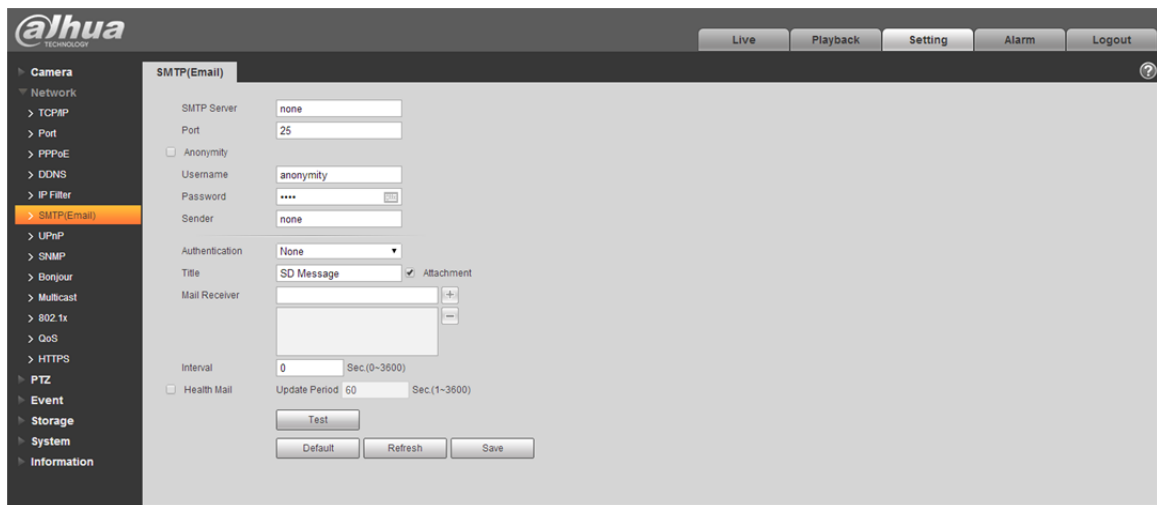 alhua
TECHNOLOGY
Live
Playback
Setting
Alarm
Logout
Camera
Network
TCP/IP
Port
PPPoE
DDNS
IP Filter
SMTP(Email)
UPnP
SNMP
Bonjour
Multicast
802.1x
QoS
HTTPS
PTZ
Event
Storage
System
Information
SMTP(Email)
?
SMTP Server none
Port 25
Anonymity
Username anonymity
Password ••••
Sender none
Authentication None
Title SD Message Attachment
Mail Receiver +
−
Interval 0 Sec.(0~3600)
Health Mail Update Period 60 Sec.(1~3600)
Test
Default Refresh Save